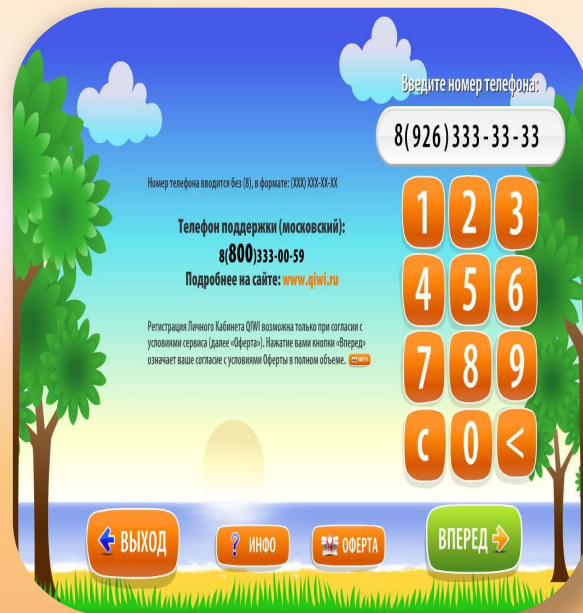 Введите номер телефона:
8(926)333-33-33
Номер телефона вводится без (8), в формате: (XXX) XXX-XX-XX
Телефон поддержки (московский):
8(800)333-00-59
Подробнее на сайте: www.qiwi.ru
Регистрация Личного Кабинета QIWI возможна только при согласии с
условиями сервиса (далее «Оферта»). Нажатие вами кнопки «Вперед»
означает ваше согласие с условиями Оферты в полном объеме.
1 2 3
4 5 6
7 8 9
С 0 <
ВЫХОД
? ИНФО
ОФЕРТА
ВПЕРЕД